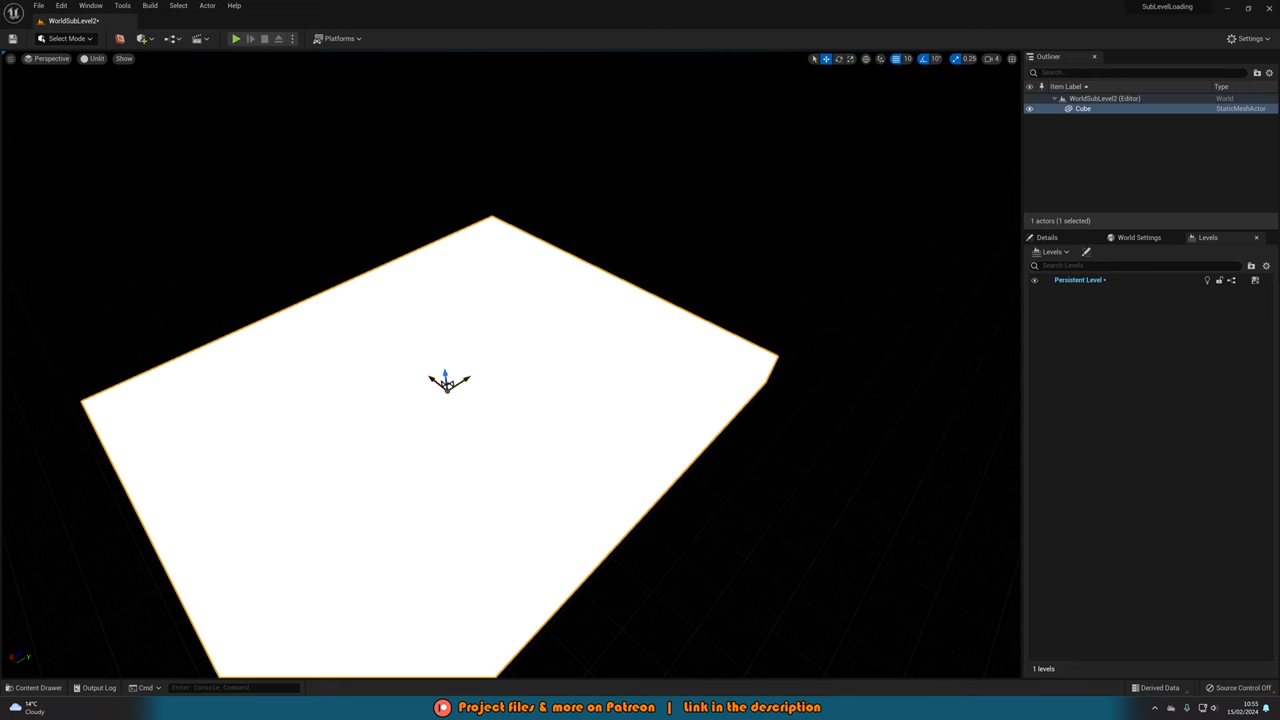 File Edit Window Tools Build Select Actor Help
SubLevelLoading
WorldSubLevel2•
Select Mode
Platforms
Settings
Perspective Unlit Show
10 10° 0.25 4
Outliner
Search...
Item Label Type
WorldSubLevel2 (Editor) World
Cube StaticMeshActor
1 actors (1 selected)
Details World Settings Levels
Levels
Search Levels
Persistent Level •
X Y
1 levels
Content Drawer Output Log Cmd Enter Console Command
Derived Data Source Control Off
14°C
Cloudy
Project files & more on Patreon | Link in the description
10:55
15/02/2024